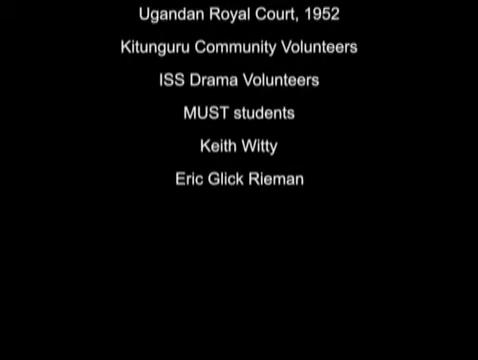 Ugandan Royal Court, 1952
Kitunguru Community Volunteers
ISS Drama Volunteers
MUST students
Keith Witty
Eric Glick Rieman